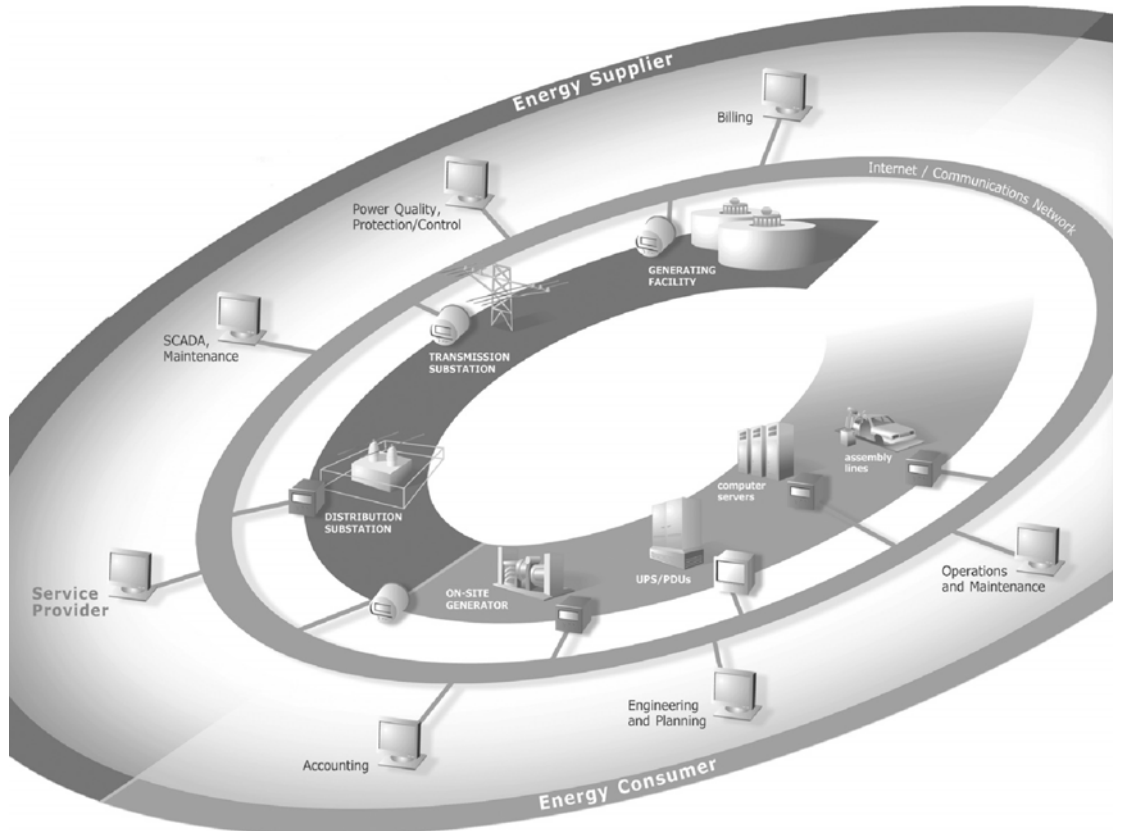 Energy Supplier
Billing
Internet / Communications Network
Power Quality,
Protection/Control
GENERATING
FACILITY
SCADA,
Maintenance
TRANSMISSION
SUBSTATION
assembly
lines
computer
servers
DISTRIBUTION
SUBSTATION
UPS/PDUs
Operations
and Maintenance
Service
Provider
ON-SITE
GENERATOR
Engineering
and Planning
Accounting
Energy Consumer